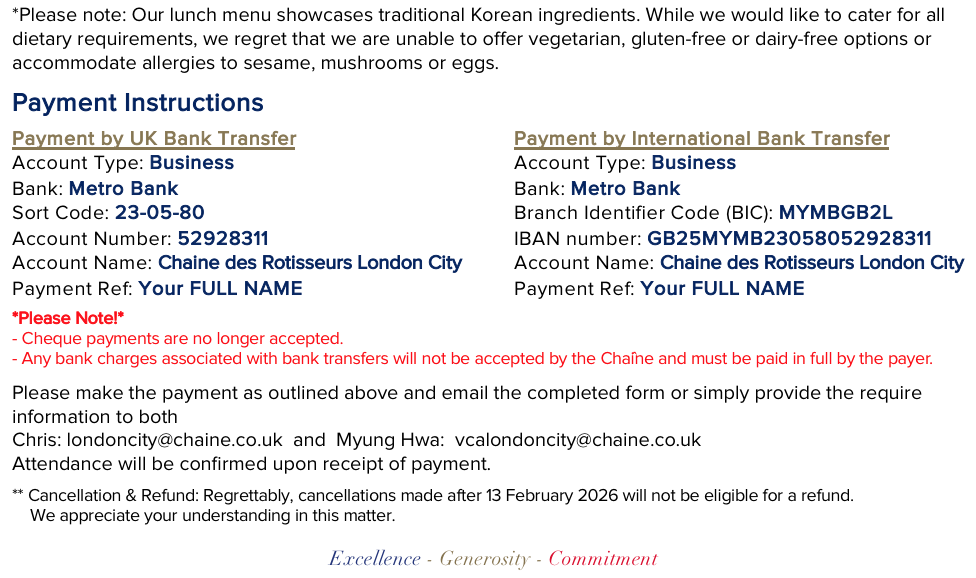 *Please note: Our lunch menu showcases traditional Korean ingredients. While we would like to cater for all
dietary requirements, we regret that we are unable to offer vegetarian, gluten-free or dairy-free options or
accommodate allergies to sesame, mushrooms or eggs.
Payment Instructions
Payment by UK Bank Transfer
Account Type: Business
Bank: Metro Bank
Sort Code: 23-05-80
Account Number: 52928311
Account Name: Chaine des Rotisseurs London City
Payment Ref: Your FULL NAME
Payment by International Bank Transfer
Account Type: Business
Bank: Metro Bank
Branch Identifier Code (BIC): MYMBGB2L
IBAN number: GB25MYMB23058052928311
Account Name: Chaine des Rotisseurs London City
Payment Ref: Your FULL NAME
*Please Note!*
- Cheque payments are no longer accepted.
- Any bank charges associated with bank transfers will not be accepted by the Chaîne and must be paid in full by the payer.
Please make the payment as outlined above and email the completed form or simply provide the require
information to both
Chris: londoncity@chaine.co.uk and Myung Hwa: vcalondoncity@chaine.co.uk
Attendance will be confirmed upon receipt of payment.
** Cancellation & Refund: Regrettably, cancellations made after 13 February 2026 will not be eligible for a refund.
We appreciate your understanding in this matter.
Excellence - Generosity - Commitment